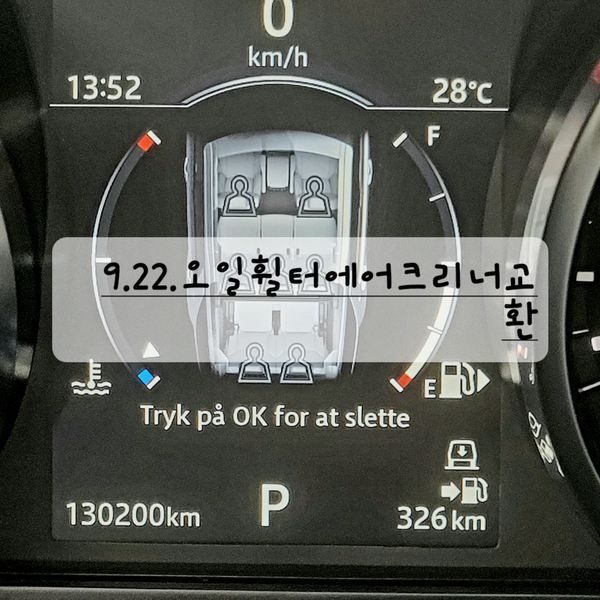 0
km/h
13:52 28°C
F
9.22.오일휠터에어크리너교
환
E
Tryk på OK for at slette
130200km P 326 km